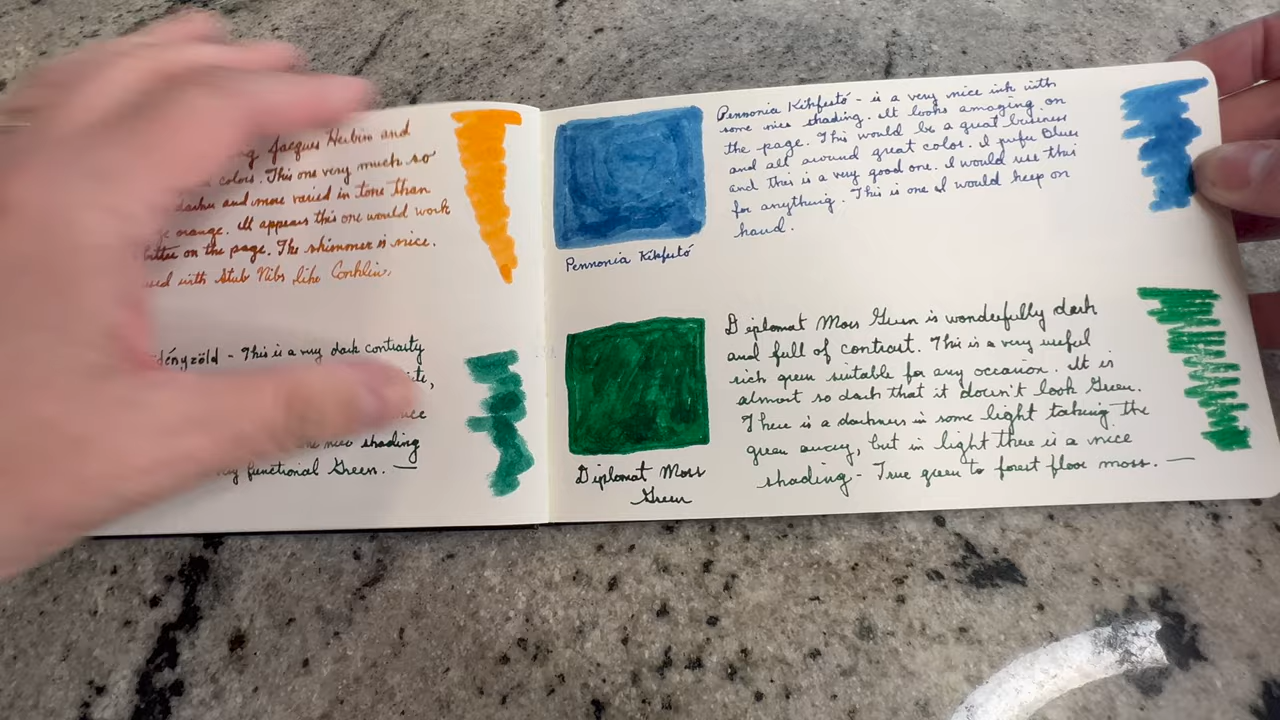 Jacques Herbin and
colors. This one very much so
darker and more varied in tone than
orange. It appears this one would work
better on the page. The shimmer is nice.
used with Stub Nibs like Conklin.
- This is a very dark contrasty
nice shading
functional Green. —
Pennonia Kékfestő - is a very nice ink with
some nice shading. It looks amazing on
the page. This would be a great business
and all around great color. I prefer Blues
and this is a very good one. I would use this
for anything. This is one I would keep on
hand.
Pennonia Kékfestő
Diplomat Moss Green is wonderfully dark
and full of contrast. This is a very useful
rich green suitable for any occasion. It is
almost so dark that it doesn't look Green.
There is a darkness in some light taking the
green away, but in light there is a nice
shading - True green to forest floor moss. —
Diplomat Moss
Green